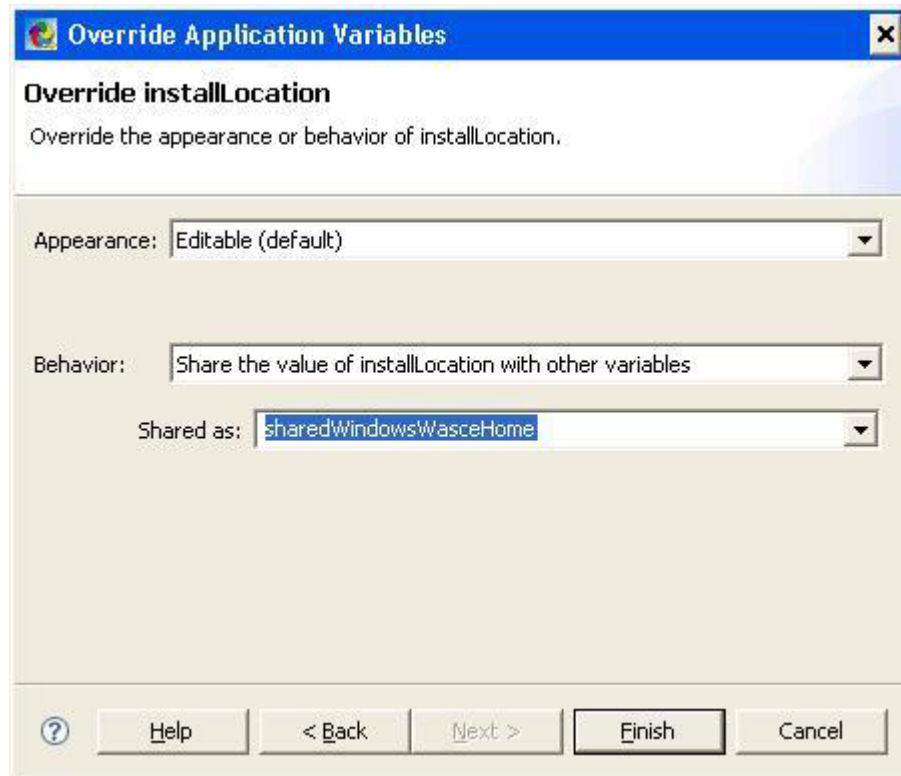 Override Application Variables
Override installLocation
Override the appearance or behavior of installLocation.
Appearance: Editable (default)
Behavior: Share the value of installLocation with other variables
Shared as: sharedWindowsWasceHome
? Help < Back Next > Finish Cancel